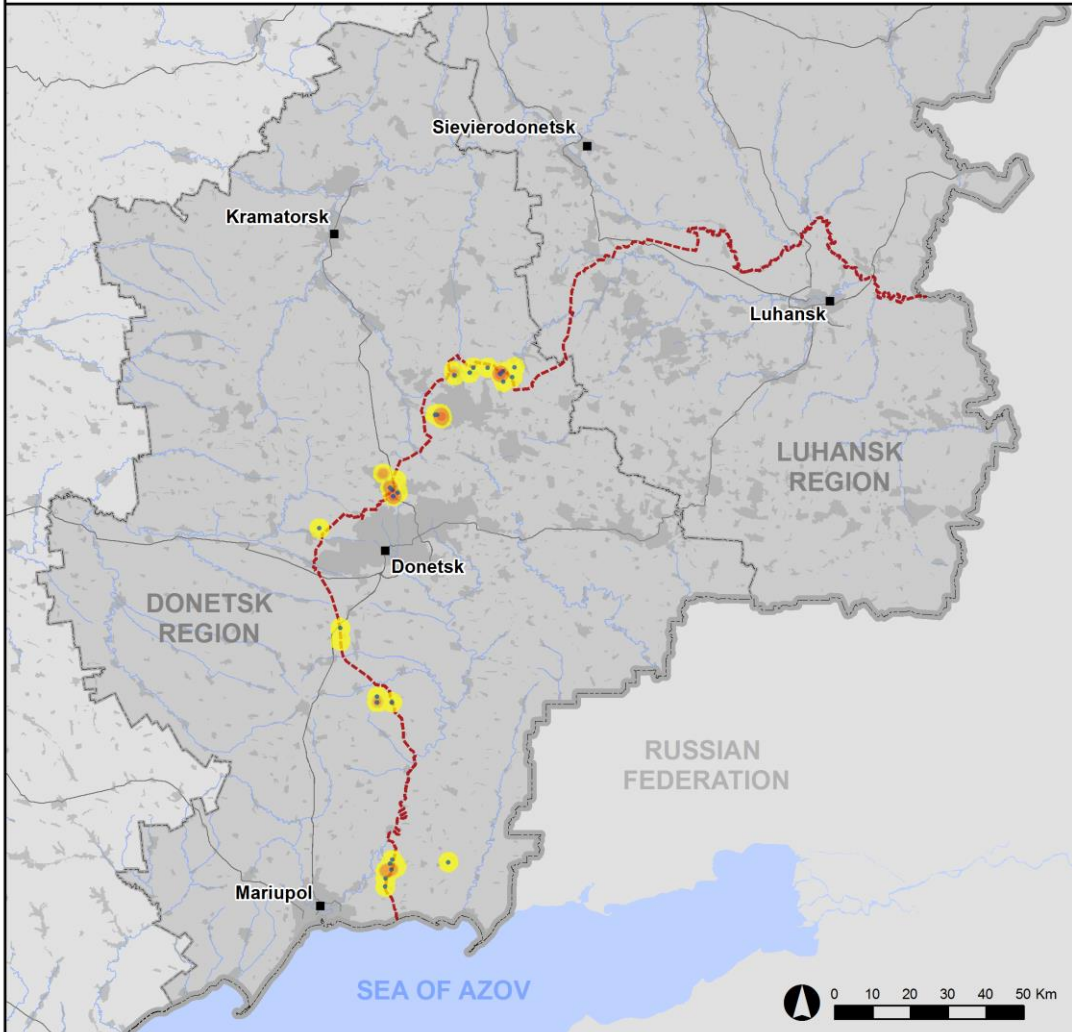 Sievierodonetsk
Kramatorsk
Luhansk
LUHANSK
REGION
Donetsk
DONETSK
REGION
RUSSIAN
FEDERATION
Mariupol
SEA OF AZOV
0 10 20 30 40 50 Km